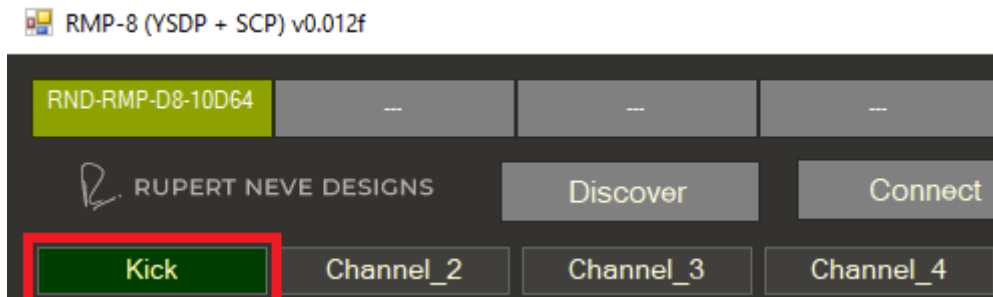 RMP-8 (YSDP + SCP) v0.012f
RND-RMP-D8-10D64 --- --- ---
R. RUPERT NEVE DESIGNS Discover Connect
Kick Channel_2 Channel_3 Channel_4